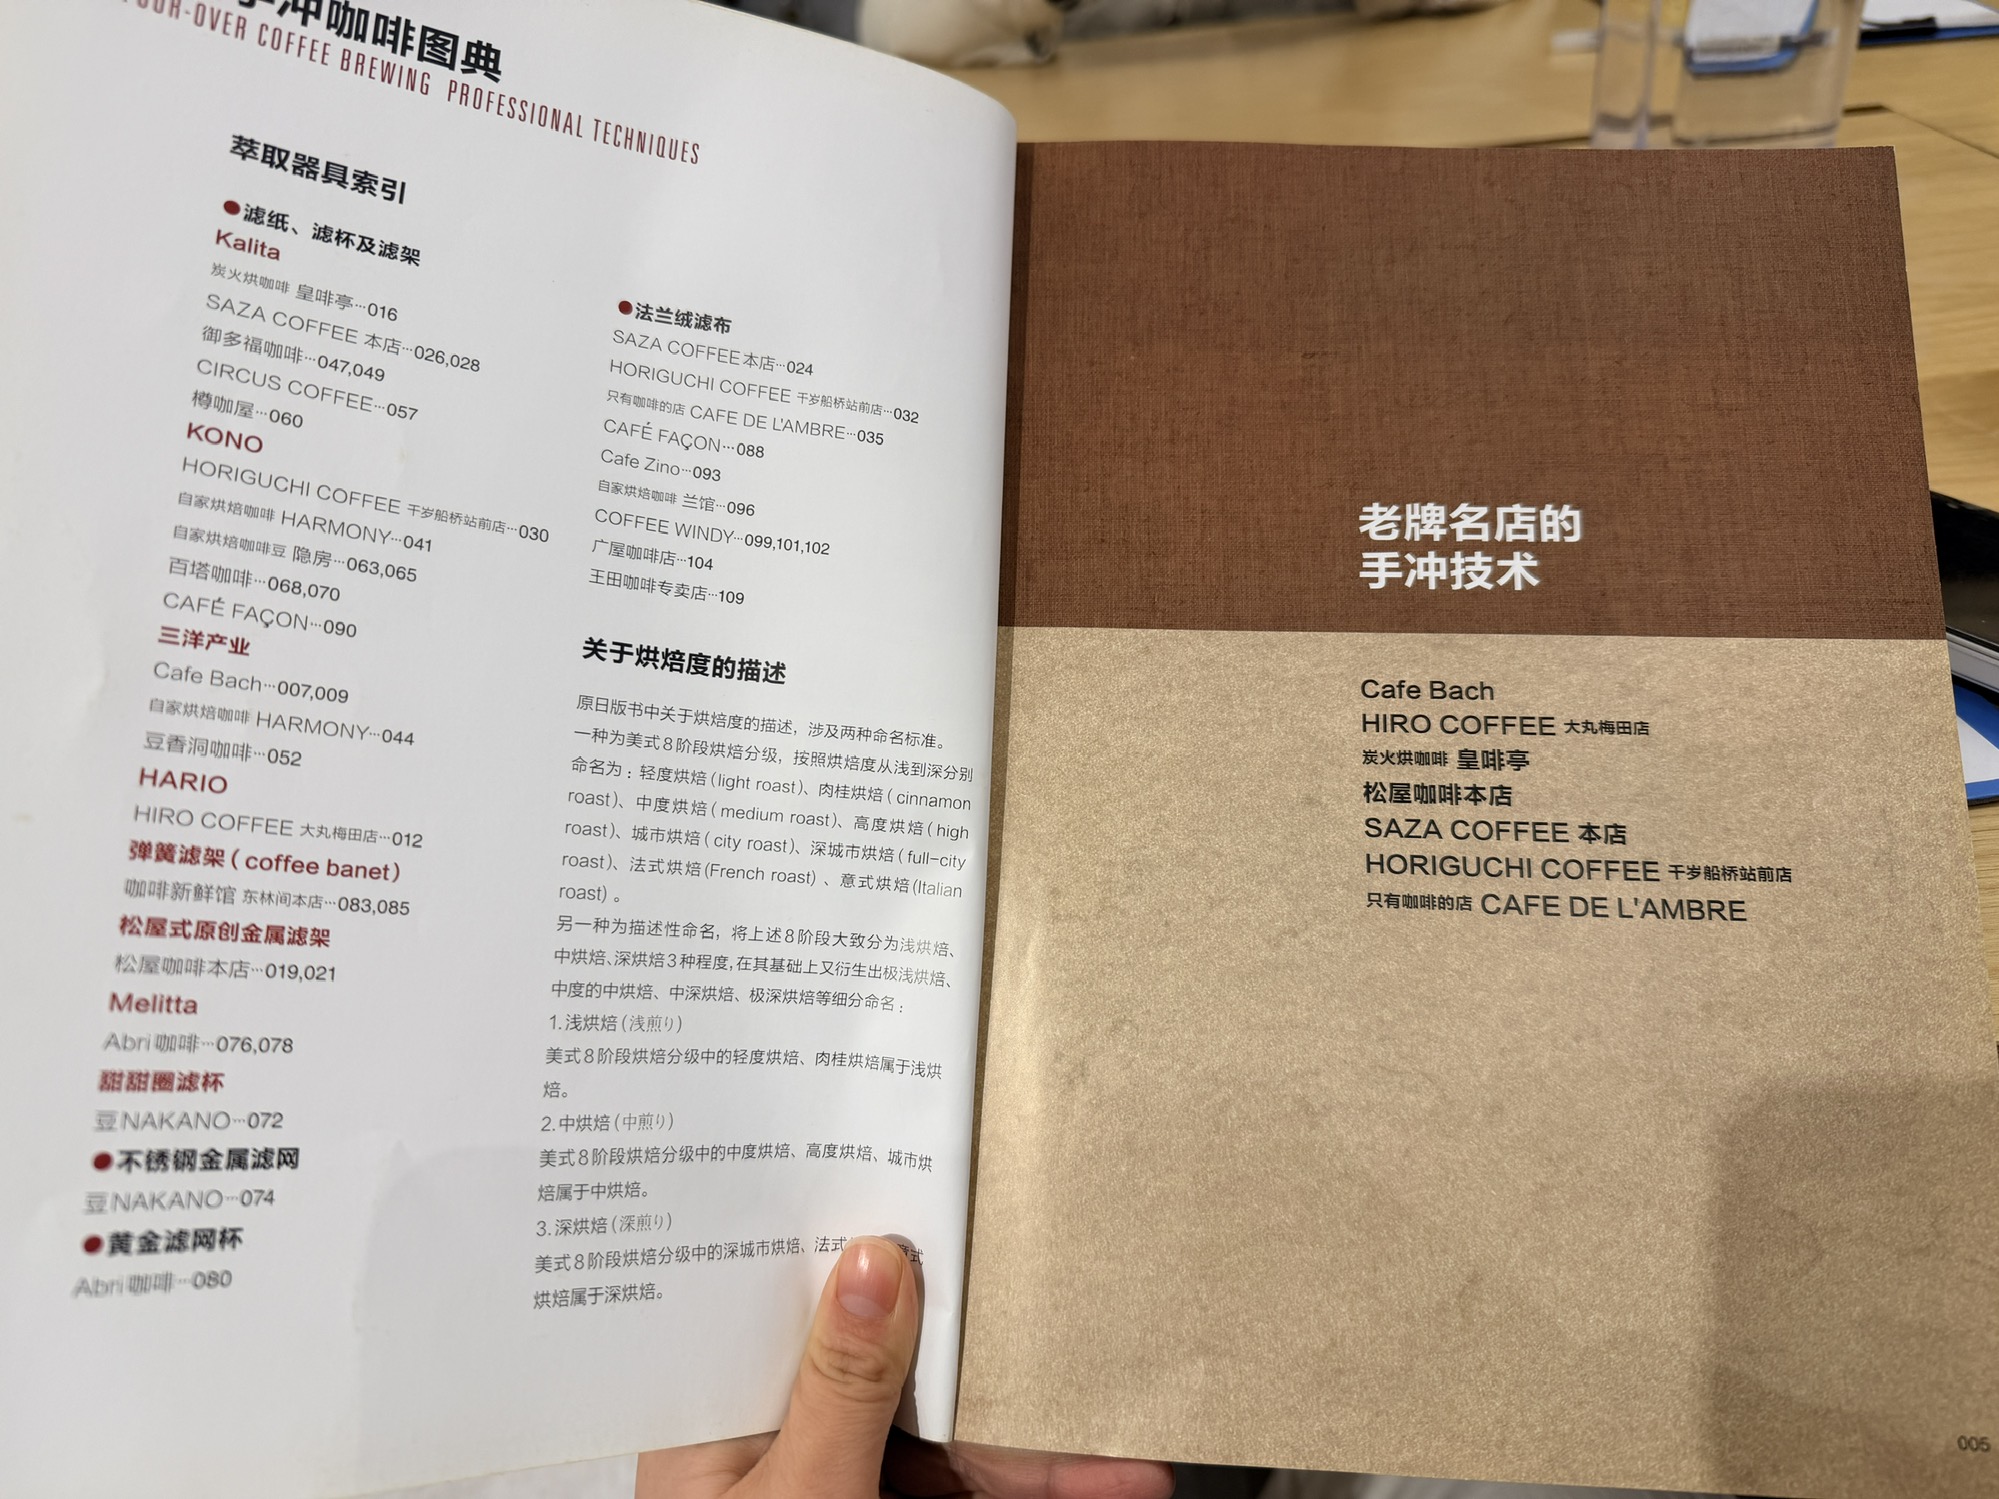 手冲咖啡图典
POUR-OVER COFFEE BREWING PROFESSIONAL TECHNIQUES
萃取器具索引
●滤纸、滤杯及滤架
Kalita
炭火烘咖啡 皇啡亭…016
SAZA COFFEE 本店…026,028
御多福咖啡…047,049
CIRCUS COFFEE…057
樽咖屋…060
KONO
HORIGUCHI COFFEE 千岁船桥站前店…030
自家烘焙咖啡 HARMONY…041
自家烘焙咖啡豆 隐房…063,065
百塔咖啡…068,070
CAFÉ FAÇON…090
三洋产业
Cafe Bach…007,009
自家烘焙咖啡 HARMONY…044
豆香洞咖啡…052
HARIO
HIRO COFFEE 大丸梅田店…012
弹簧滤架（coffee banet）
咖啡新鲜馆 东林间本店…083,085
松屋式原创金属滤架
松屋咖啡本店…019,021
Melitta
Abri 咖啡…076,078
甜甜圈滤杯
豆NAKANO…072
●不锈钢金属滤网
豆NAKANO…074
●黄金滤网杯
Abri 咖啡…080
●法兰绒滤布
SAZA COFFEE本店…024
HORIGUCHI COFFEE 千岁船桥站前店…032
只有咖啡的店 CAFE DE L'AMBRE…035
CAFÉ FAÇON…088
Cafe Zino…093
自家烘焙咖啡 兰馆…096
COFFEE WINDY…099,101,102
广屋咖啡店…104
王田咖啡专卖店…109
关于烘焙度的描述
原日版书中关于烘焙度的描述，涉及两种命名标准。
一种为美式8阶段烘焙分级，按照烘焙度从浅到深分别
命名为：轻度烘焙（light roast）、肉桂烘焙（cinnamon
roast）、中度烘焙（medium roast）、高度烘焙（high
roast）、城市烘焙（city roast）、深城市烘焙（full-city
roast）、法式烘焙(French roast) 、意式烘焙(Italian
roast) 。
另一种为描述性命名，将上述8阶段大致分为浅烘焙、
中烘焙、深烘焙3种程度,在其基础上又衍生出极浅烘焙、
中度的中烘焙、中深烘焙、极深烘焙等细分命名：
1.浅烘焙（浅煎り）
美式8阶段烘焙分级中的轻度烘焙、肉桂烘焙属于浅烘
焙。
2.中烘焙（中煎り）
美式8阶段烘焙分级中的中度烘焙、高度烘焙、城市烘
焙属于中烘焙。
3.深烘焙（深煎り）
美式8阶段烘焙分级中的深城市烘焙、法式 意式
烘焙属于深烘焙。
老牌名店的
手冲技术
Cafe Bach
HIRO COFFEE 大丸梅田店
炭火烘咖啡 皇啡亭
松屋咖啡本店
SAZA COFFEE 本店
HORIGUCHI COFFEE 千岁船桥站前店
只有咖啡的店 CAFE DE L'AMBRE
005